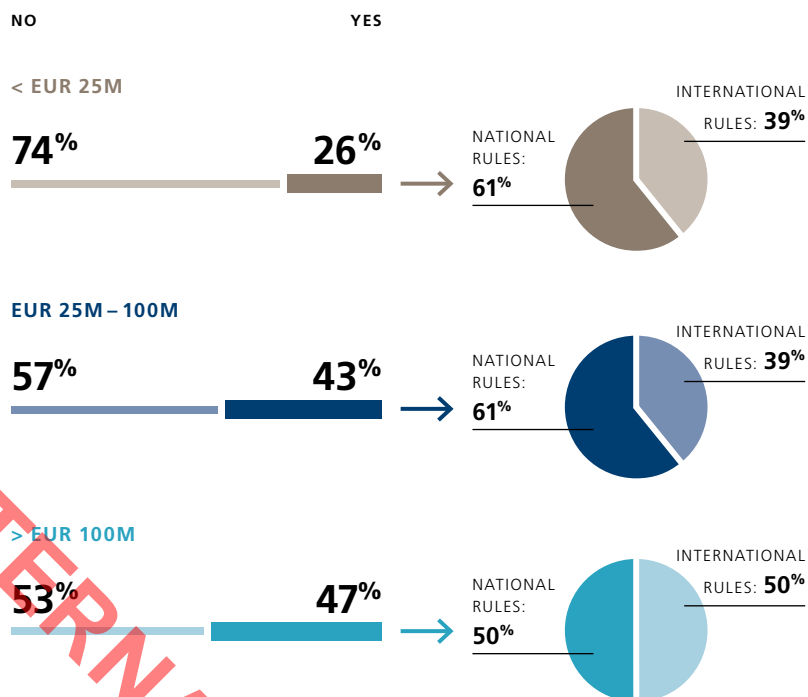 NO YES
< EUR 25M
74% 26%
NATIONAL
RULES:
61%
INTERNATIONAL
RULES: 39%
EUR 25M – 100M
57% 43%
NATIONAL
RULES:
61%
INTERNATIONAL
RULES: 39%
> EUR 100M
53% 47%
NATIONAL
RULES:
50%
INTERNATIONAL
RULES: 50%